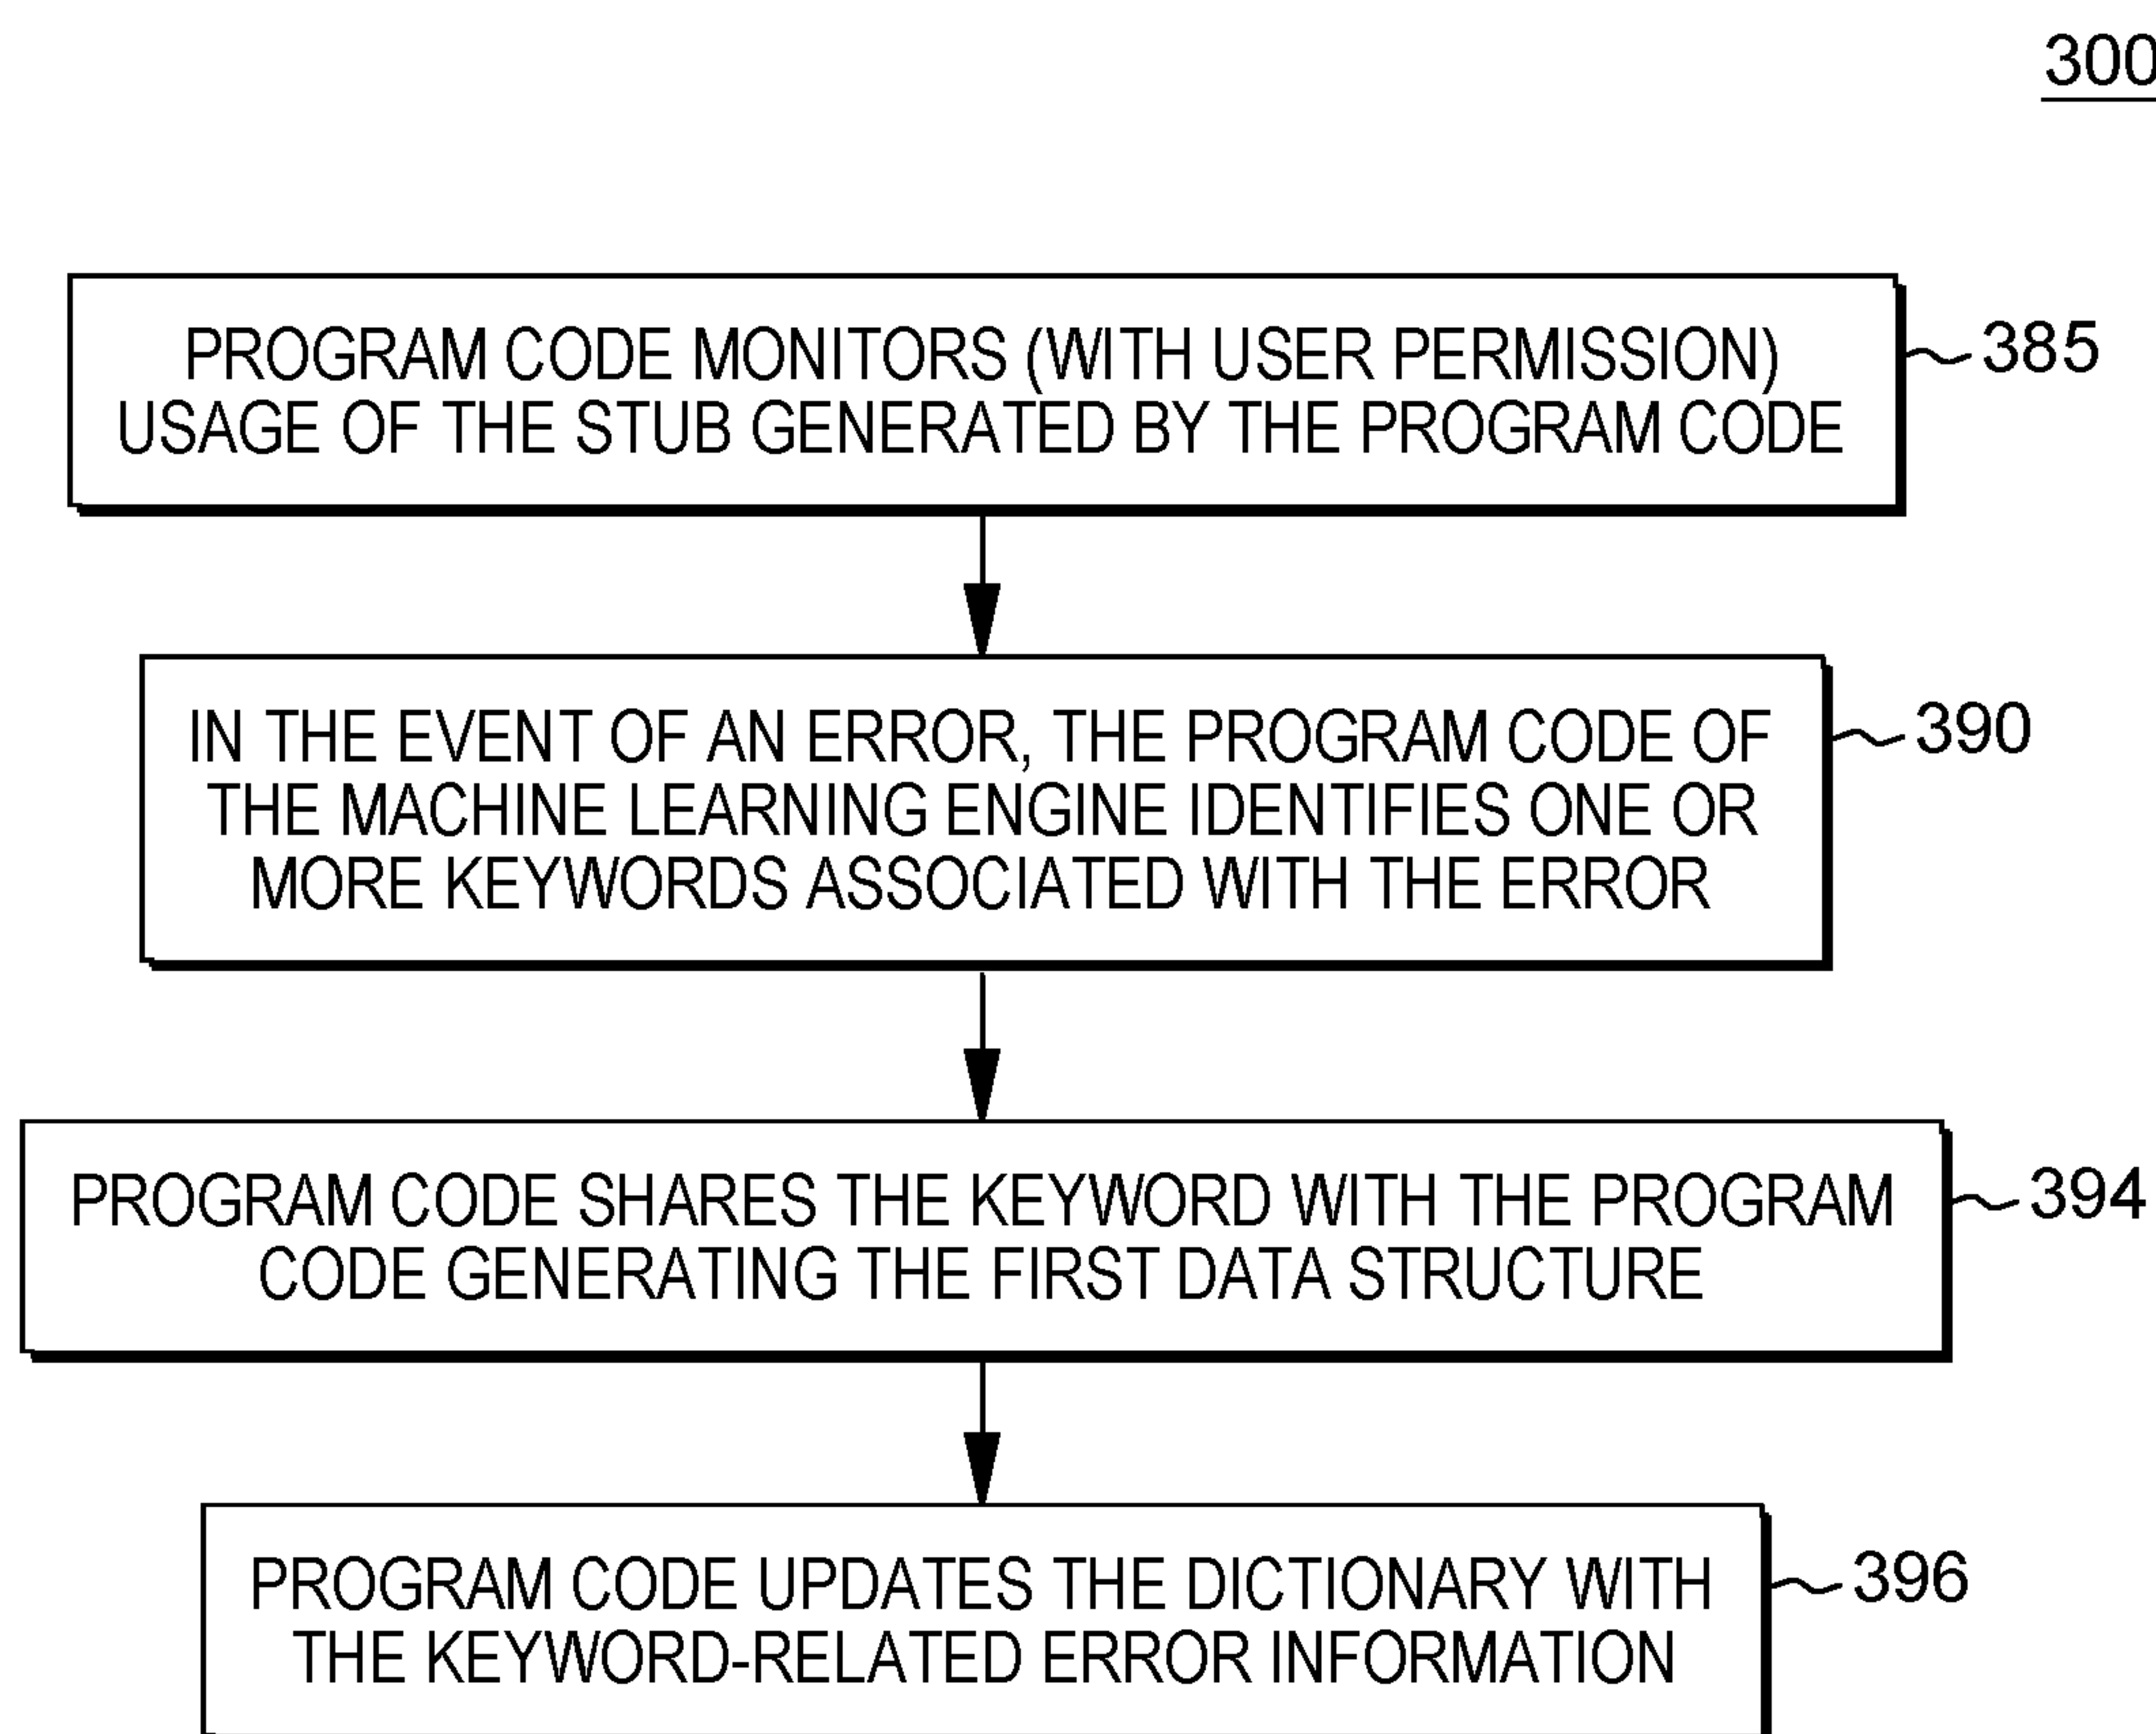 300
PROGRAM CODE MONITORS (WITH USER PERMISSION)
USAGE OF THE STUB GENERATED BY THE PROGRAM CODE
385
IN THE EVENT OF AN ERROR, THE PROGRAM CODE OF
THE MACHINE LEARNING ENGINE IDENTIFIES ONE OR
MORE KEYWORDS ASSOCIATED WITH THE ERROR
390
PROGRAM CODE SHARES THE KEYWORD WITH THE PROGRAM
CODE GENERATING THE FIRST DATA STRUCTURE
394
PROGRAM CODE UPDATES THE DICTIONARY WITH
THE KEYWORD-RELATED ERROR INFORMATION
396